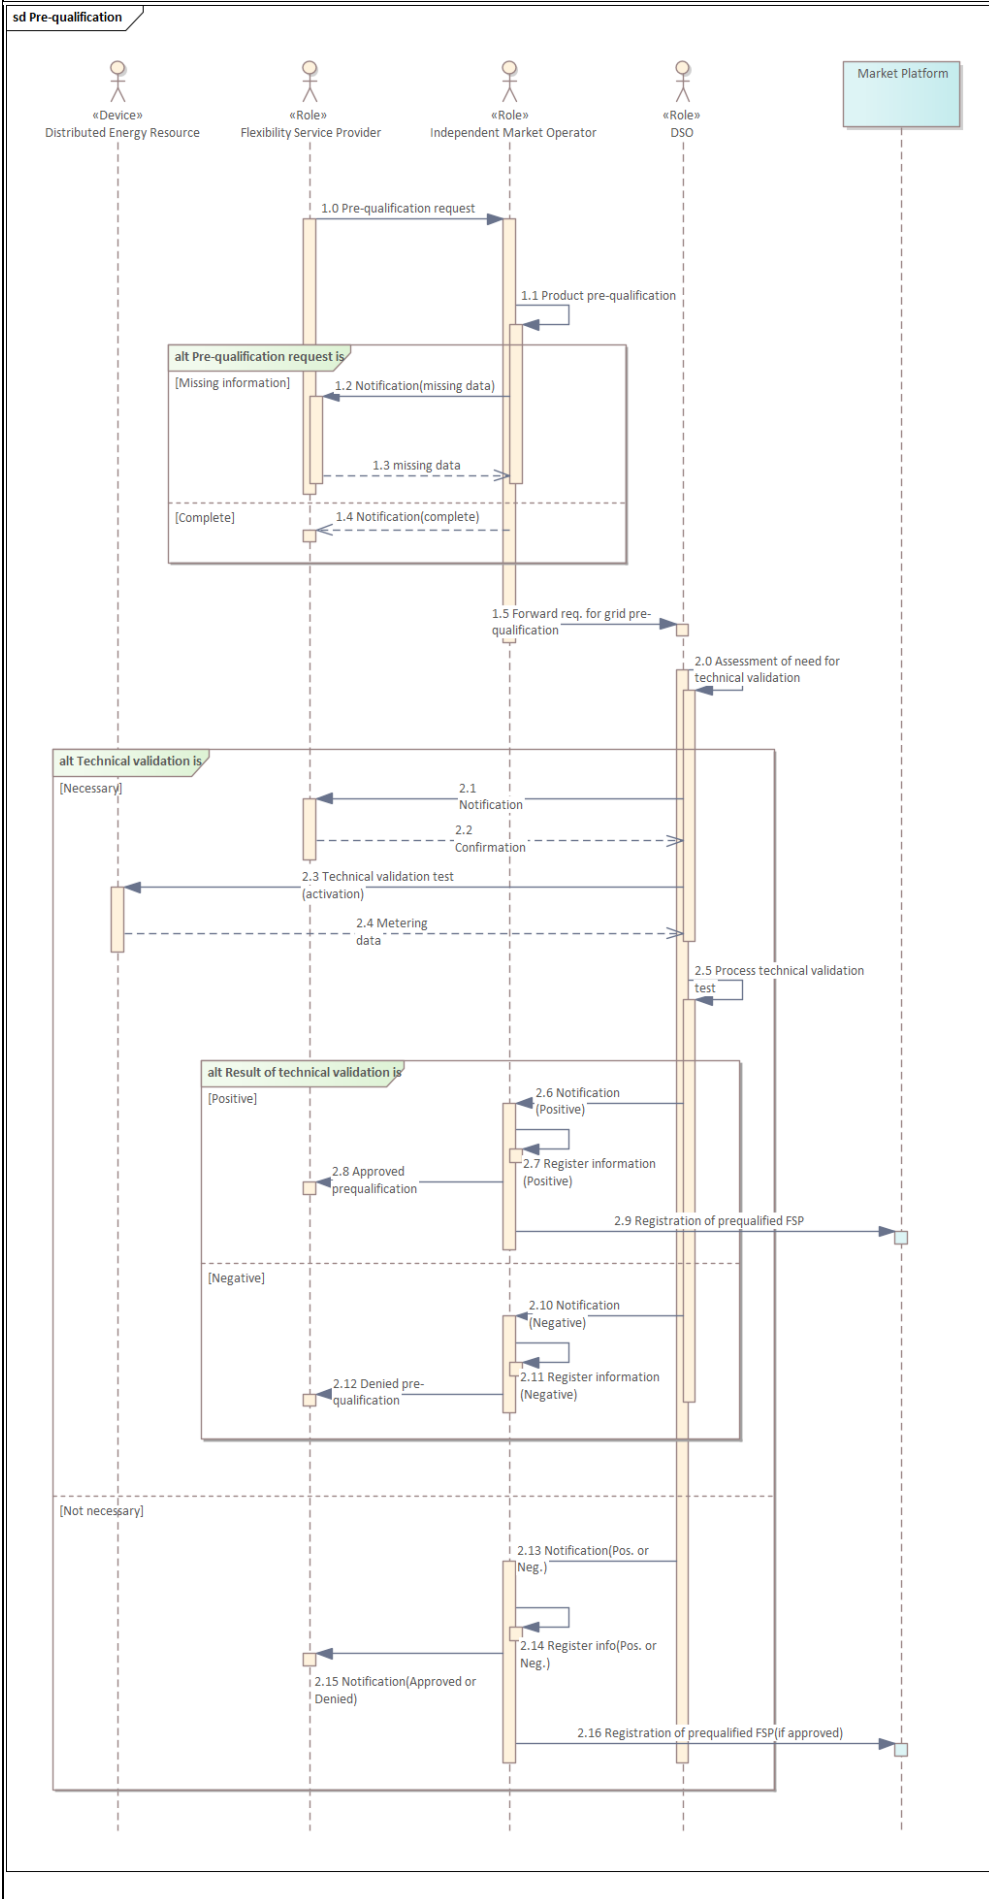 sd Pre-qualification
«Device»
Distributed Energy Resource
«Role»
Flexibility Service Provider
«Role»
Independent Market Operator
«Role»
DSO
Market Platform
1.0 Pre-qualification request
1.1 Product pre-qualification
alt Pre-qualification request is
[Missing information]
1.2 Notification(missing data)
1.3 missing data
[Complete]
1.4 Notification(complete)
1.5 Forward req. for grid pre-
qualification
2.0 Assessment of need for
technical validation
alt Technical validation is
[Necessary]
2.1
Notification
2.2
Confirmation
2.3 Technical validation test
(activation)
2.4 Metering
data
2.5 Process technical validation
test
alt Result of technical validation is
[Positive]
2.6 Notification
(Positive)
2.7 Register information
(Positive)
2.8 Approved
prequalification
2.9 Registration of prequalified FSP
[Negative]
2.10 Notification
(Negative)
2.11 Register information
(Negative)
2.12 Denied pre-
qualification
[Not necessary]
2.13 Notification(Pos. or
Neg.)
2.14 Register info(Pos. or
Neg.)
2.15 Notification(Approved or
Denied)
2.16 Registration of prequalified FSP(if approved)